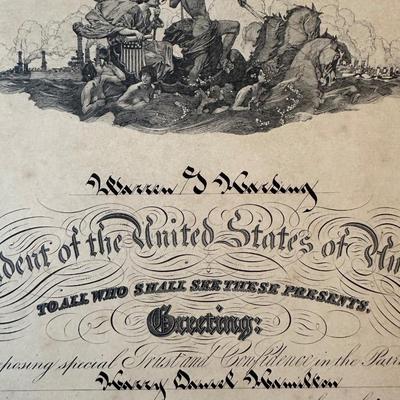 Warren G Harding
ident of the United States of Am
TO ALL WHO SHALL SEE THESE PRESENTS,
Greeting:
posing special Trust and Confidence in the Patri
Harry Daniel Hamilton